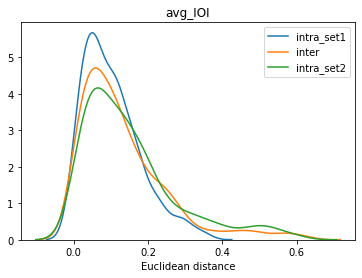 avg_IOI
intra_set1
inter
intra_set2
5
4
3
2
1
0
0.0 0.2 0.4 0.6
Euclidean distance